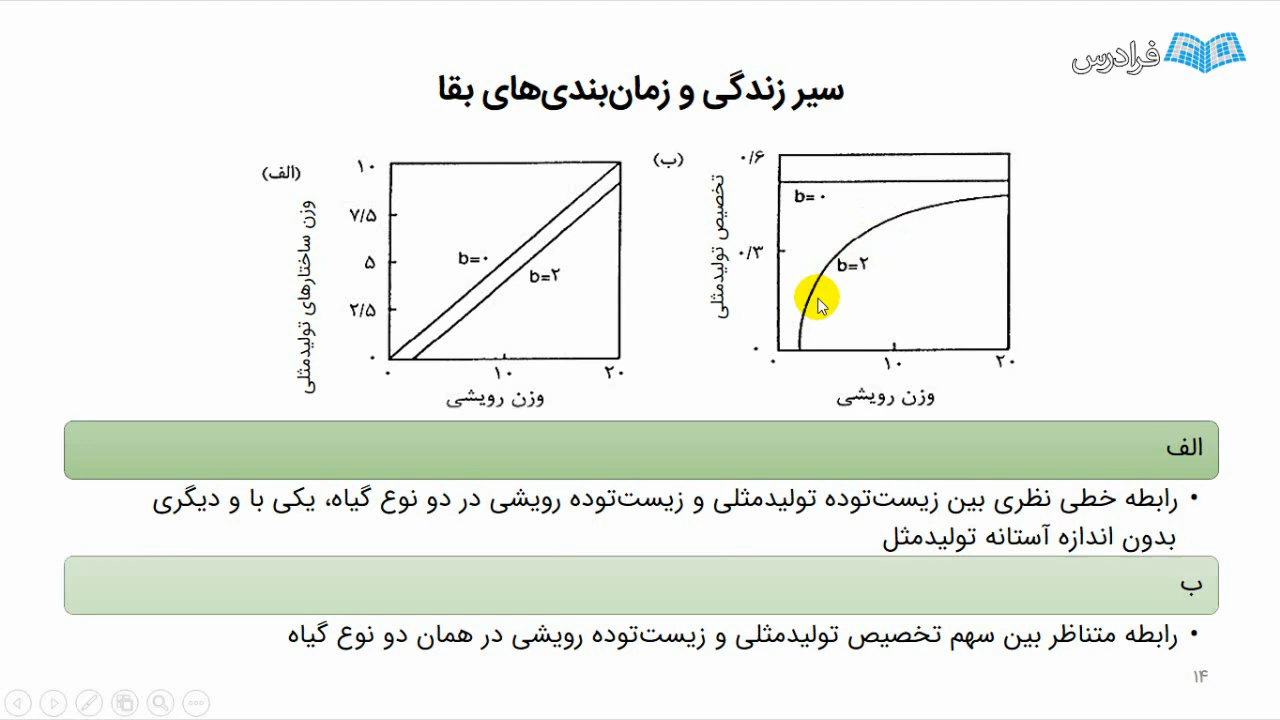 فرادرس
سیر زندگی و زمان‌بندی‌های بقا
(الف)
وزن ساختارهای تولیدمثلی
۱۰
۷/۵
۵
۲/۵
۰
b=۰
b=۲
۰ ۱۰ ۲۰
وزن رویشی
(ب)
تخصیص تولیدمثلی
۰/۶
۰/۳
۰
b=۰
b=۲
۰ ۱۰ ۲۰
وزن رویشی
الف
• رابطه خطی نظری بین زیست‌توده تولیدمثلی و زیست‌توده رویشی در دو نوع گیاه، یکی با و دیگری
بدون اندازه آستانه تولیدمثل
ب
• رابطه متناظر بین سهم تخصیص تولیدمثلی و زیست‌توده رویشی در همان دو نوع گیاه
۱۴